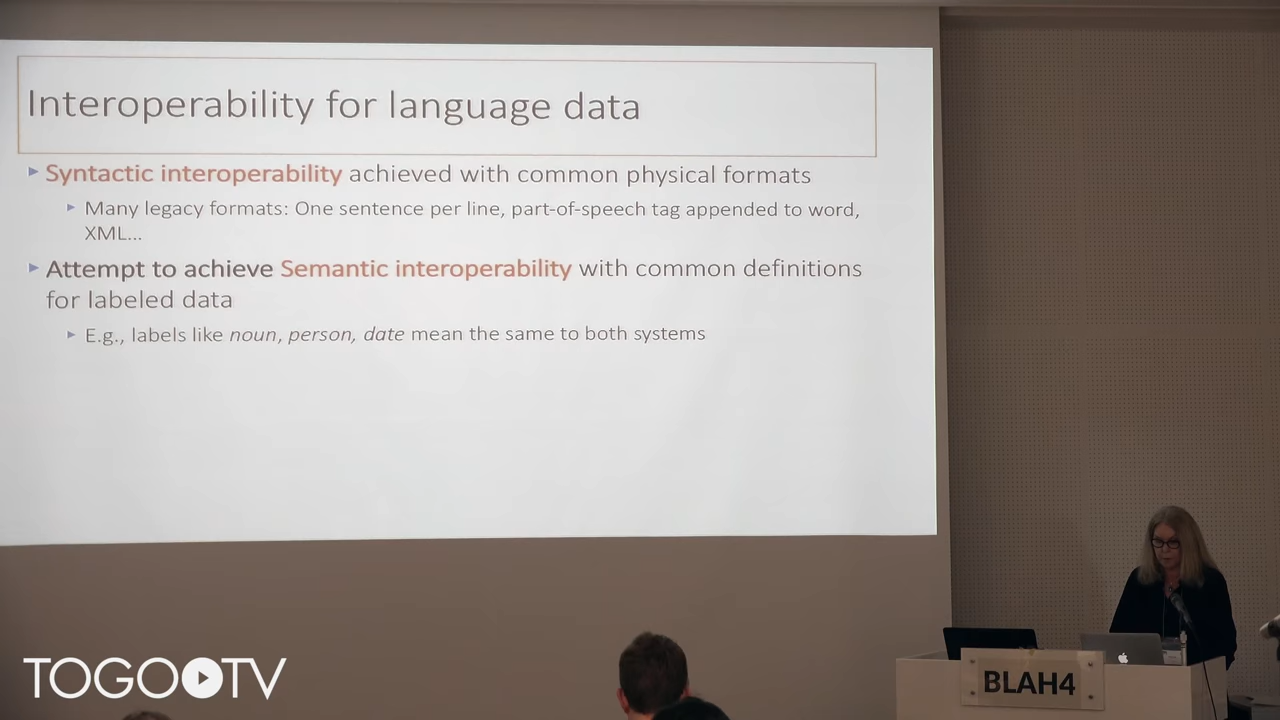 Interoperability for language data
Syntactic interoperability achieved with common physical formats
Many legacy formats: One sentence per line, part-of-speech tag appended to word,
XML...
Attempt to achieve Semantic interoperability with common definitions
for labeled data
E.g., labels like noun, person, date mean the same to both systems
BLAH4
TOGOTV